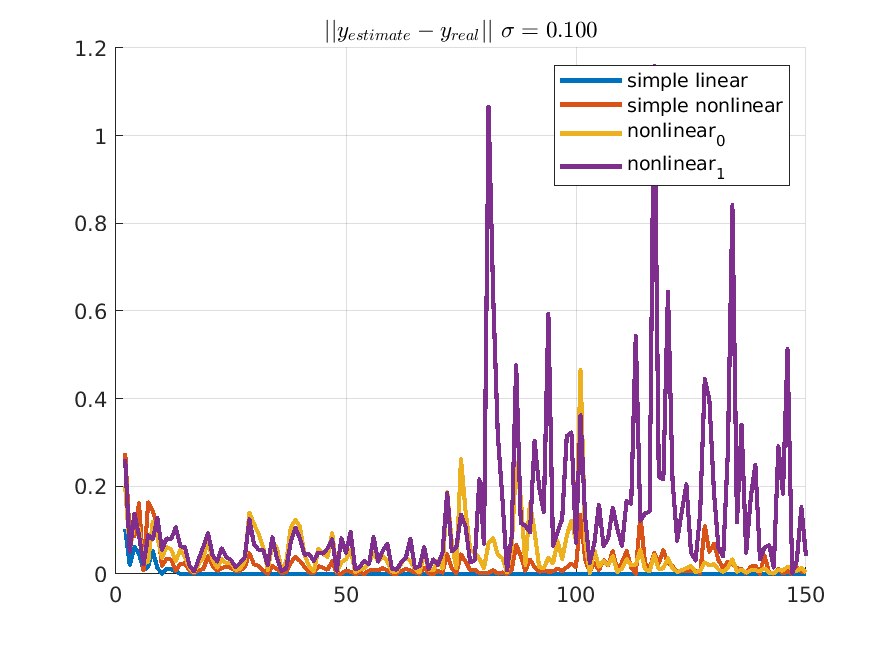 ||y_estimate − y_real|| σ = 0.100
1.2
1
0.8
0.6
0.4
0.2
0
0
50
100
150
simple linear
simple nonlinear
nonlinear_0
nonlinear_1